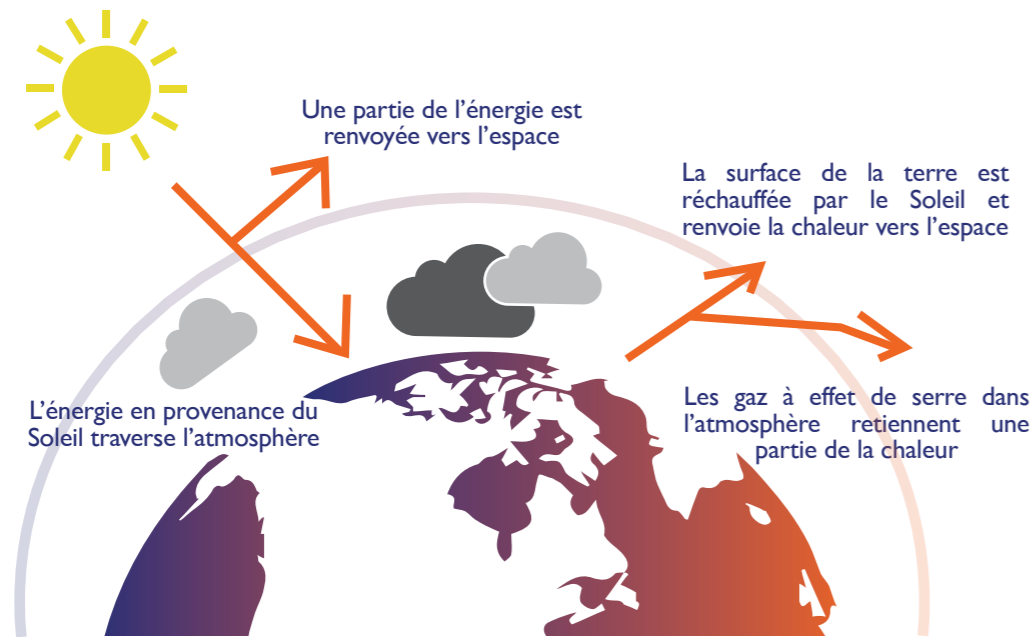 Une partie de l'énergie est
renvoyée vers l'espace
La surface de la terre est
réchauffée par le Soleil et
renvoie la chaleur vers l'espace
L'énergie en provenance du
Soleil traverse l'atmosphère
Les gaz à effet de serre dans
l'atmosphère retiennent une
partie de la chaleur